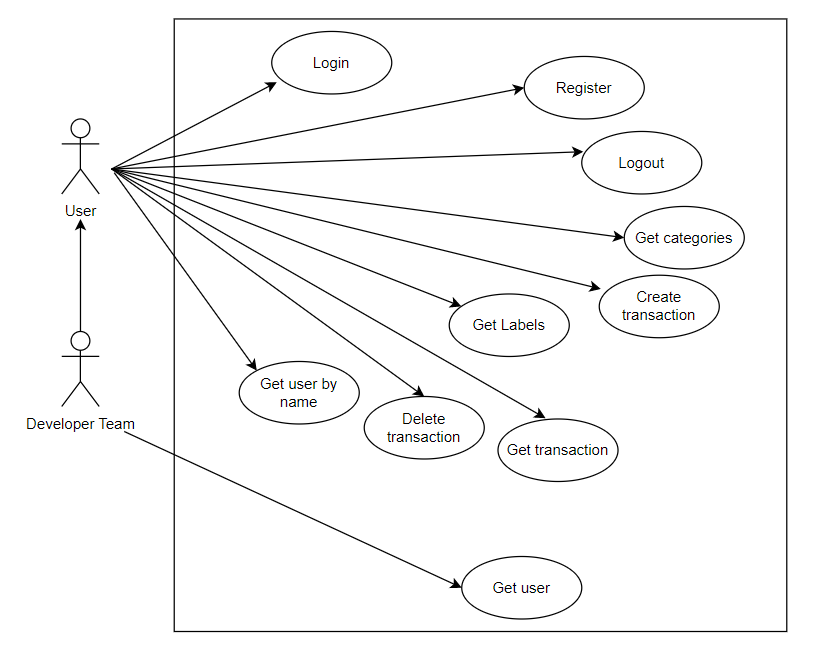 Login
Register
Logout
User
Get categories
Create
transaction
Get Labels
Get user by
name
Delete
transaction
Developer Team
Get transaction
Get user